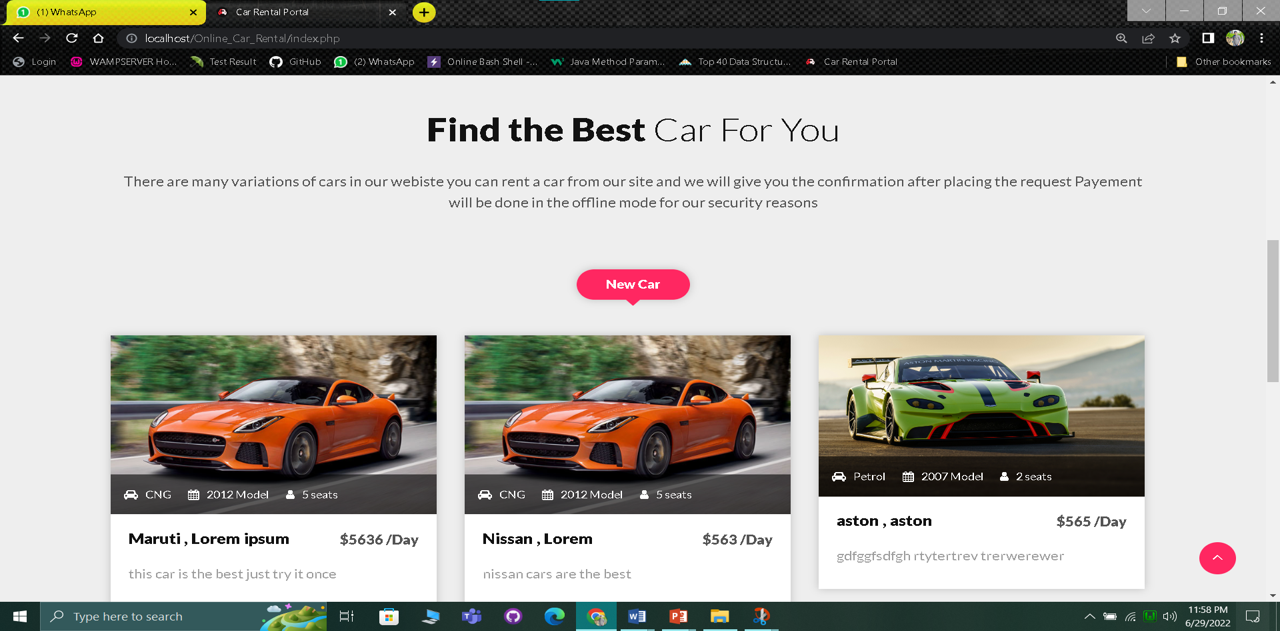 (1) WhatsApp
Car Rental Portal
localhost/Online_Car_Rental/index.php
Login
WAMPSERVER Ho...
Test Result
GitHub
(2) WhatsApp
Online Bash Shell -...
Java Method Param...
Top 40 Data Structu...
Car Rental Portal
Other bookmarks
Find the Best Car For You
There are many variations of cars in our webiste you can rent a car from our site and we will give you the confirmation after placing the request Payement
will be done in the offline mode for our security reasons
New Car
CNG 2012 Model 5 seats
Maruti , Lorem ipsum $5636 /Day
this car is the best just try it once
CNG 2012 Model 5 seats
Nissan , Lorem $563 /Day
nissan cars are the best
ASTON MARTIN RACING
Petrol 2007 Model 2 seats
aston , aston $565 /Day
gdfggfsdfgh rtytertrev trerwerewer
Type here to search
11:58 PM
6/29/2022